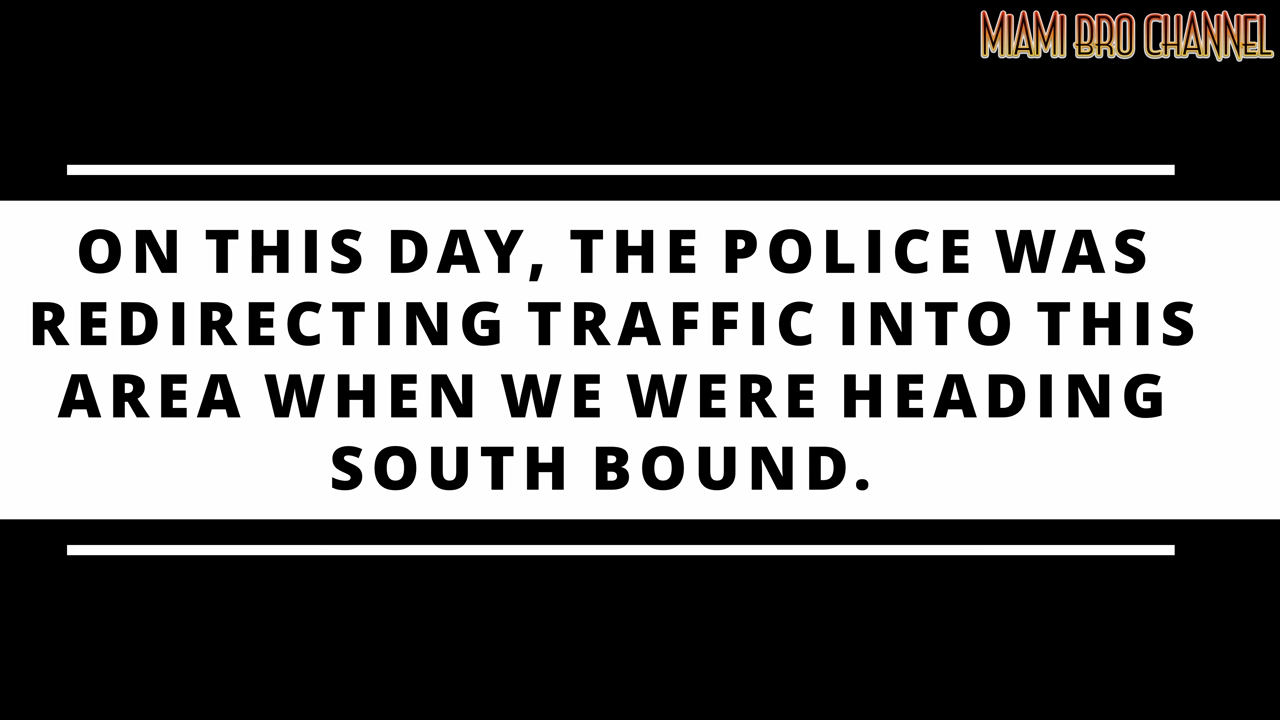 MIAMI BRO CHANNEL
ON THIS DAY, THE POLICE WAS
REDIRECTING TRAFFIC INTO THIS
AREA WHEN WE WERE HEADING
SOUTH BOUND.